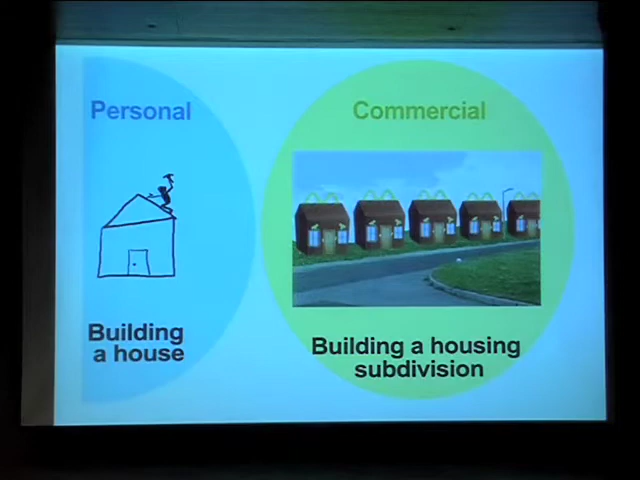 Personal
Commercial
Building
a house
Building a housing
subdivision